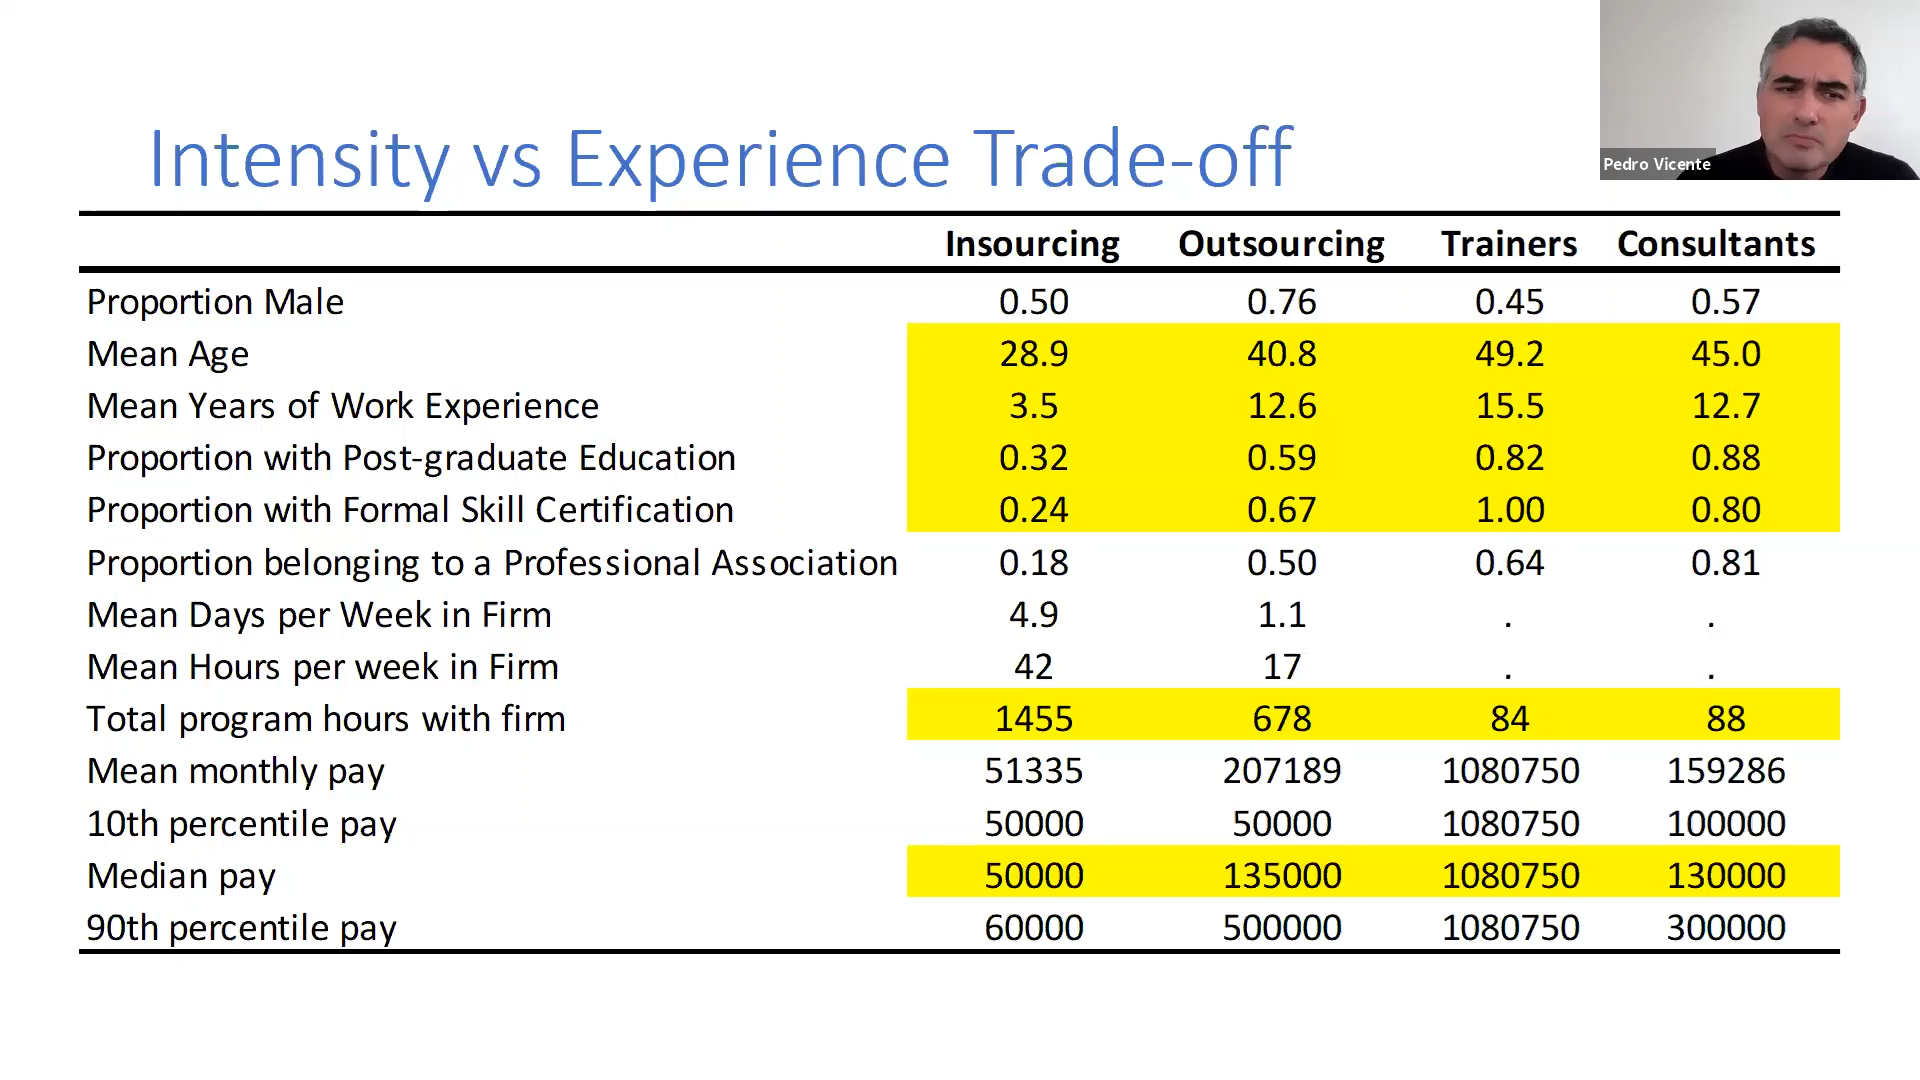 Pedro Vicente
Intensity vs Experience Trade-off
Insourcing Outsourcing Trainers Consultants
Proportion Male 0.50 0.76 0.45 0.57
Mean Age 28.9 40.8 49.2 45.0
Mean Years of Work Experience 3.5 12.6 15.5 12.7
Proportion with Post-graduate Education 0.32 0.59 0.82 0.88
Proportion with Formal Skill Certification 0.24 0.67 1.00 0.80
Proportion belonging to a Professional Association 0.18 0.50 0.64 0.81
Mean Days per Week in Firm 4.9 1.1 . .
Mean Hours per week in Firm 42 17 . .
Total program hours with firm 1455 678 84 88
Mean monthly pay 51335 207189 1080750 159286
10th percentile pay 50000 50000 1080750 100000
Median pay 50000 135000 1080750 130000
90th percentile pay 60000 500000 1080750 300000